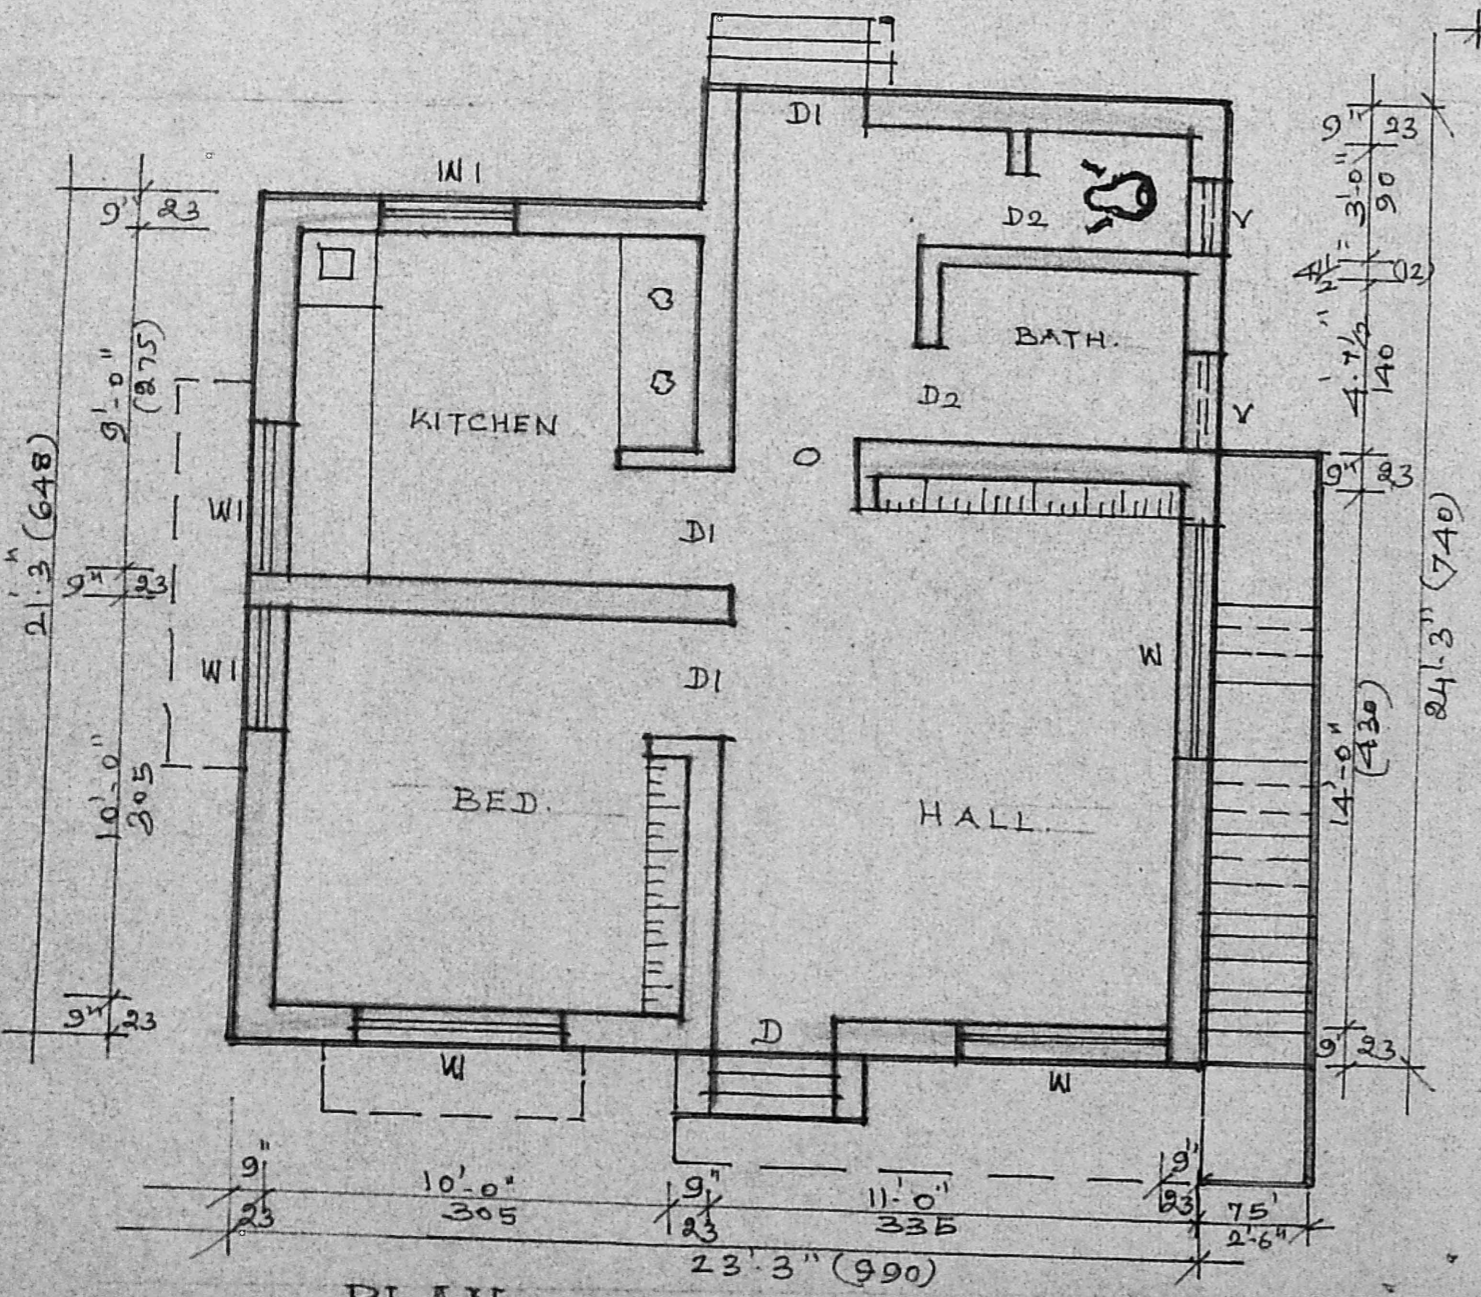 D1
9" 23
W1
9" 23
3'-0"
90
D2
V
4½" (12)
BATH.
4'.7½"
140
9'-0"
(275)
KITCHEN
D2
V
O
9" 23
21'.3" (648)
W1
D1
24'.3" (740)
9" 23
W1
D1
W
14'-0"
(430)
10'-0"
305
BED.
HALL.
9" 23
D
9" 23
W
W
9"
23
10'-0"
305
9"
23
11'-0"
335
9"
23
75'
2'-6"
23'.3" (990)
PLAN